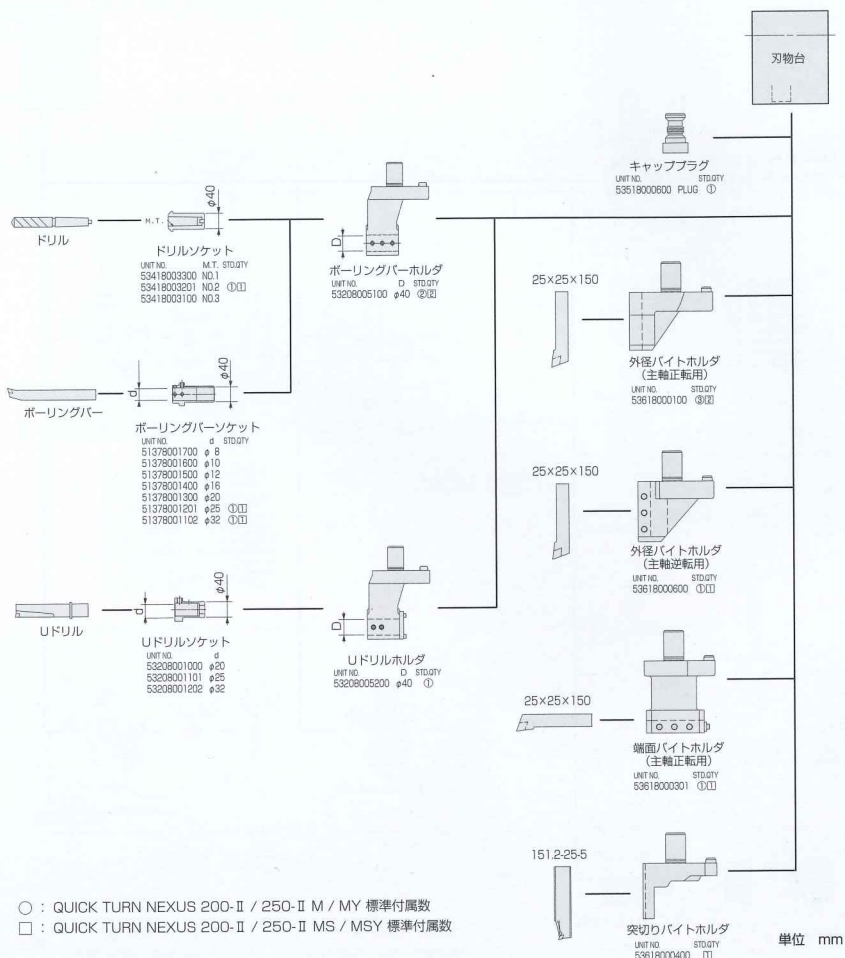 刃物台
キャッププラグ
UNIT NO. STD.QTY
53518000600 PLUG ①
ドリル
M.T.
φ40
ドリルソケット
UNIT NO. M.T. STD.QTY
53418003300 NO.1
53418003201 NO.2 ①1
53418003100 NO.3
D
ボーリングバーホルダ
UNIT NO. D STD.QTY
53208005100 φ40 ②2
25×25×150
外径バイトホルダ
(主軸正転用)
UNIT NO. STD.QTY
53618000100 ③2
ボーリングバー
d
φ40
ボーリングバーソケット
UNIT NO. d STD.QTY
51378001700 φ 8
51378001600 φ10
51378001500 φ12
51378001400 φ16
51378001300 φ20
51378001201 φ25 ①1
51378001102 φ32 ①1
25×25×150
外径バイトホルダ
(主軸逆転用)
UNIT NO. STD.QTY
53618000600 ①1
Uドリル
d
φ40
Uドリルソケット
UNIT NO. d
53208001000 φ20
53208001101 φ25
53208001202 φ32
D
Uドリルホルダ
UNIT NO. D STD.QTY
53208005200 φ40 ①
25×25×150
端面バイトホルダ
(主軸正転用)
UNIT NO. STD.QTY
53618000301 ①1
151.2-25-5
突切りバイトホルダ
UNIT NO. STD.QTY
53618000400 1
○ : QUICK TURN NEXUS 200-Ⅱ / 250-Ⅱ M / MY 標準付属数
□ : QUICK TURN NEXUS 200-Ⅱ / 250-Ⅱ MS / MSY 標準付属数
単位 mm